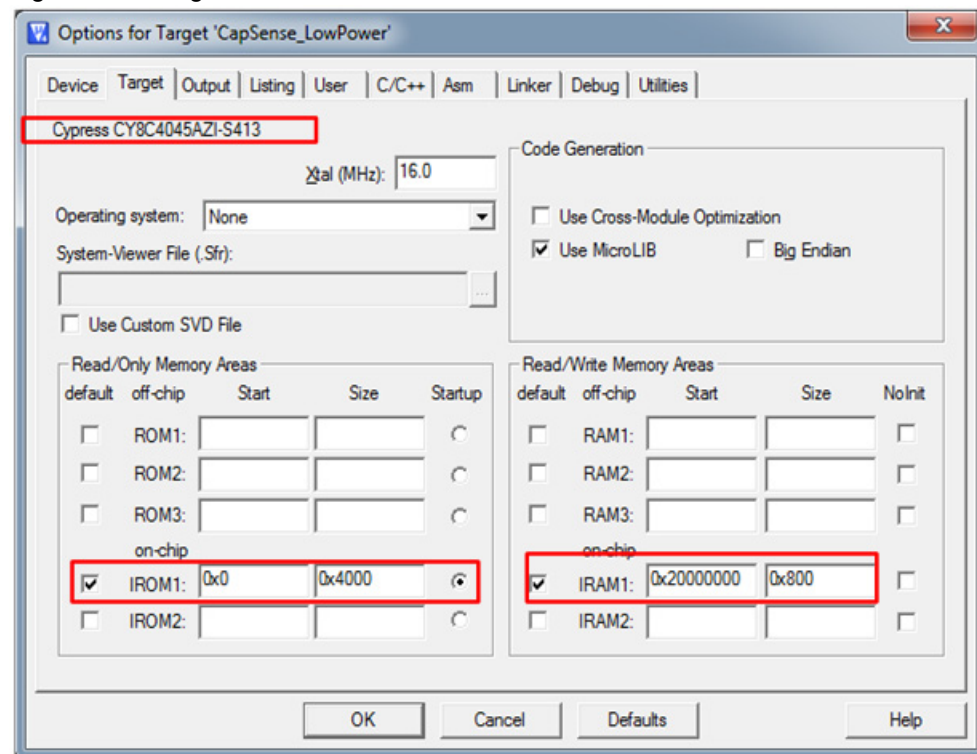 Options for Target 'CapSense_LowPower'
Device Target Output Listing User C/C++ Asm Linker Debug Utilities
Cypress CY8C4045AZI-S413
Xtal (MHz): 16.0
Operating system: None
System-Viewer File (.Sfr):
...
Use Custom SVD File
Code Generation
Use Cross-Module Optimization
Use MicroLIB Big Endian
Read/Only Memory Areas
default off-chip Start Size Startup
ROM1:
ROM2:
ROM3:
on-chip
IROM1: 0x0 0x4000
IROM2:
Read/Write Memory Areas
default off-chip Start Size NoInit
RAM1:
RAM2:
RAM3:
on-chip
IRAM1: 0x20000000 0x800
IRAM2:
OK Cancel Defaults Help